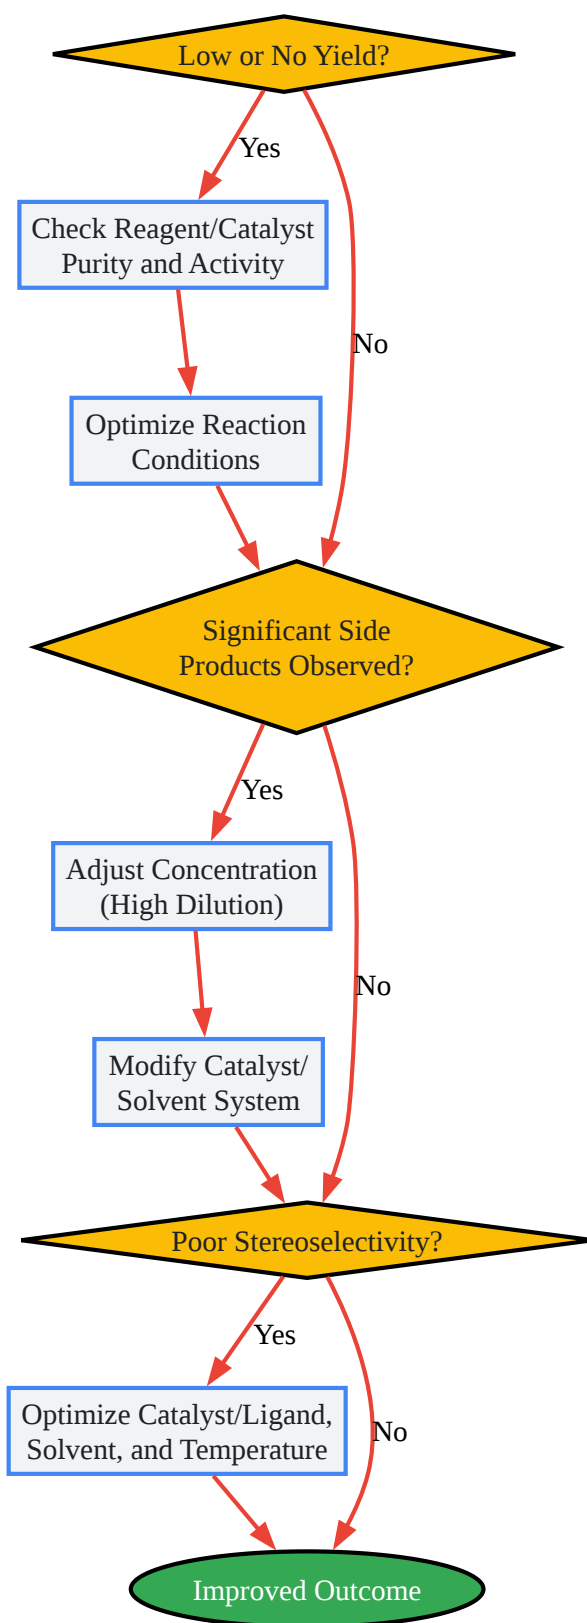 Low or No Yield?
Yes
Check Reagent/Catalyst
Purity and Activity
No
Optimize Reaction
Conditions
Significant Side
Products Observed?
Yes
Adjust Concentration
(High Dilution)
No
Modify Catalyst/
Solvent System
Poor Stereoselectivity?
Yes
Optimize Catalyst/Ligand,
Solvent, and Temperature
No
Improved Outcome